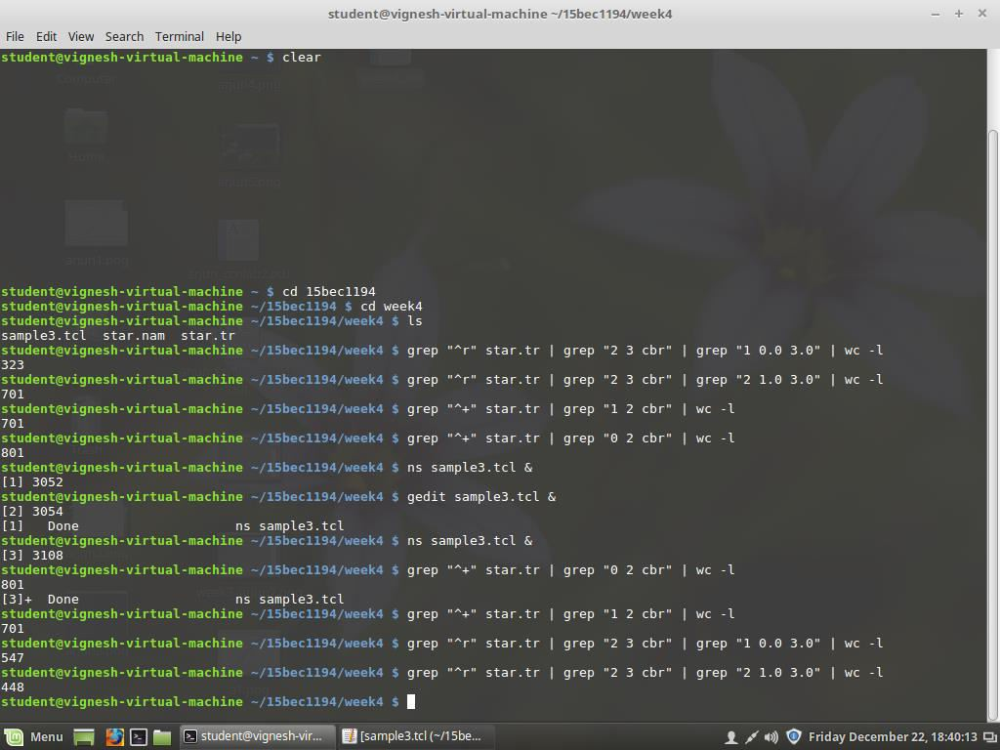 student@vignesh-virtual-machine ~/15bec1194/week4
File Edit View Search Terminal Help
student@vignesh-virtual-machine ~ $ clear
Computer
arjun4.png
Home
arjun5.png
arjun1.png
student@vignesh-virtual-machine ~ $ cd 15bec1194
student@vignesh-virtual-machine ~/15bec1194 $ cd week4
student@vignesh-virtual-machine ~/15bec1194/week4 $ ls
sample3.tcl  star.nam  star.tr
student@vignesh-virtual-machine ~/15bec1194/week4 $ grep "^r" star.tr | grep "2 3 cbr" | grep "1 0.0 3.0" | wc -l
323
student@vignesh-virtual-machine ~/15bec1194/week4 $ grep "^r" star.tr | grep "2 3 cbr" | grep "2 1.0 3.0" | wc -l
701
student@vignesh-virtual-machine ~/15bec1194/week4 $ grep "^+" star.tr | grep "1 2 cbr" | wc -l
701
student@vignesh-virtual-machine ~/15bec1194/week4 $ grep "^+" star.tr | grep "0 2 cbr" | wc -l
801
student@vignesh-virtual-machine ~/15bec1194/week4 $ ns sample3.tcl &
[1] 3052
student@vignesh-virtual-machine ~/15bec1194/week4 $ gedit sample3.tcl &
[2] 3054
[1]   Done                    ns sample3.tcl
student@vignesh-virtual-machine ~/15bec1194/week4 $ ns sample3.tcl &
[3] 3108
student@vignesh-virtual-machine ~/15bec1194/week4 $ grep "^+" star.tr | grep "0 2 cbr" | wc -l
801
[3]+  Done                    ns sample3.tcl
student@vignesh-virtual-machine ~/15bec1194/week4 $ grep "^+" star.tr | grep "1 2 cbr" | wc -l
701
student@vignesh-virtual-machine ~/15bec1194/week4 $ grep "^r" star.tr | grep "2 3 cbr" | grep "1 0.0 3.0" | wc -l
547
student@vignesh-virtual-machine ~/15bec1194/week4 $ grep "^r" star.tr | grep "2 3 cbr" | grep "2 1.0 3.0" | wc -l
448
student@vignesh-virtual-machine ~/15bec1194/week4 $
Menu student@vignesh-vir... [sample3.tcl (~/15be... Friday December 22, 18:40:13